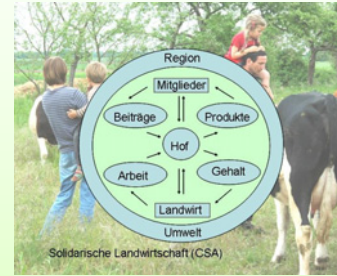 Region
Mitglieder
Beiträge
Produkte
Hof
Arbeit
Gehalt
Landwirt
Umwelt
Solidarische Landwirtschaft (CSA)